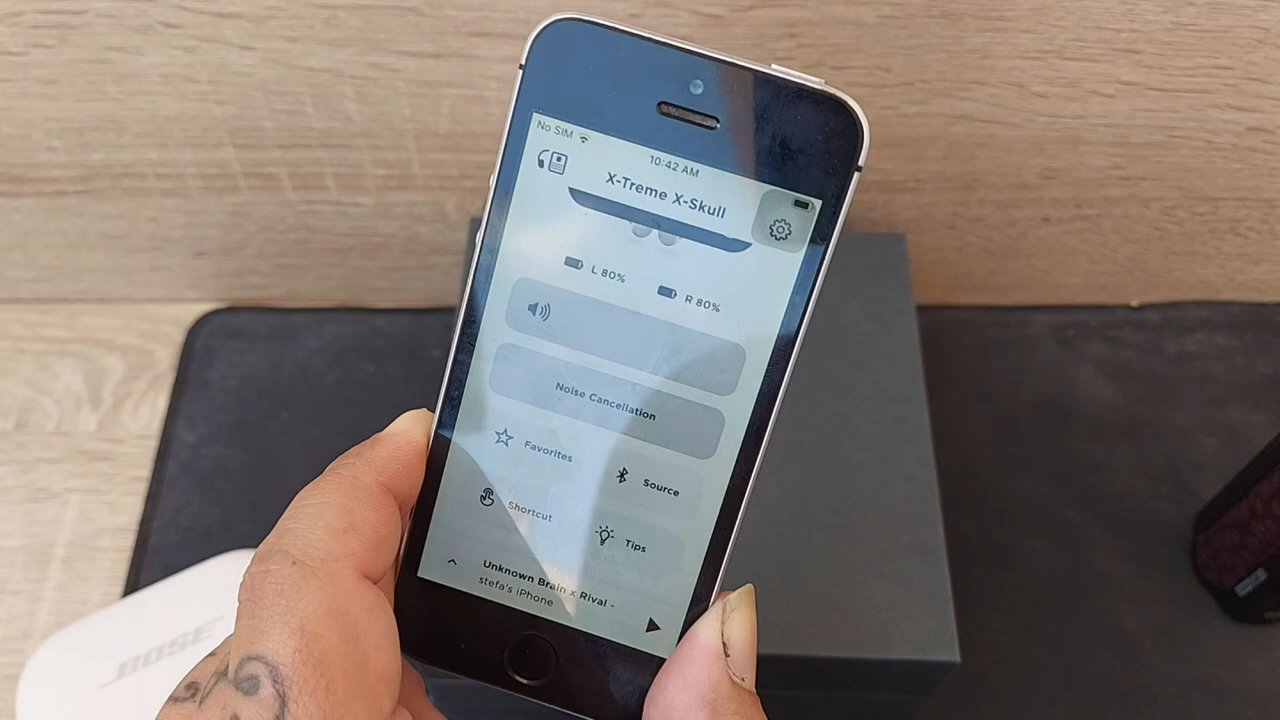 No SIM
10:42 AM
X-Treme X-Skull
L 80%
R 80%
Noise Cancellation
Favorites
Source
Shortcut
Tips
Unknown Brain x Rival -
stefa's iPhone
BOSE